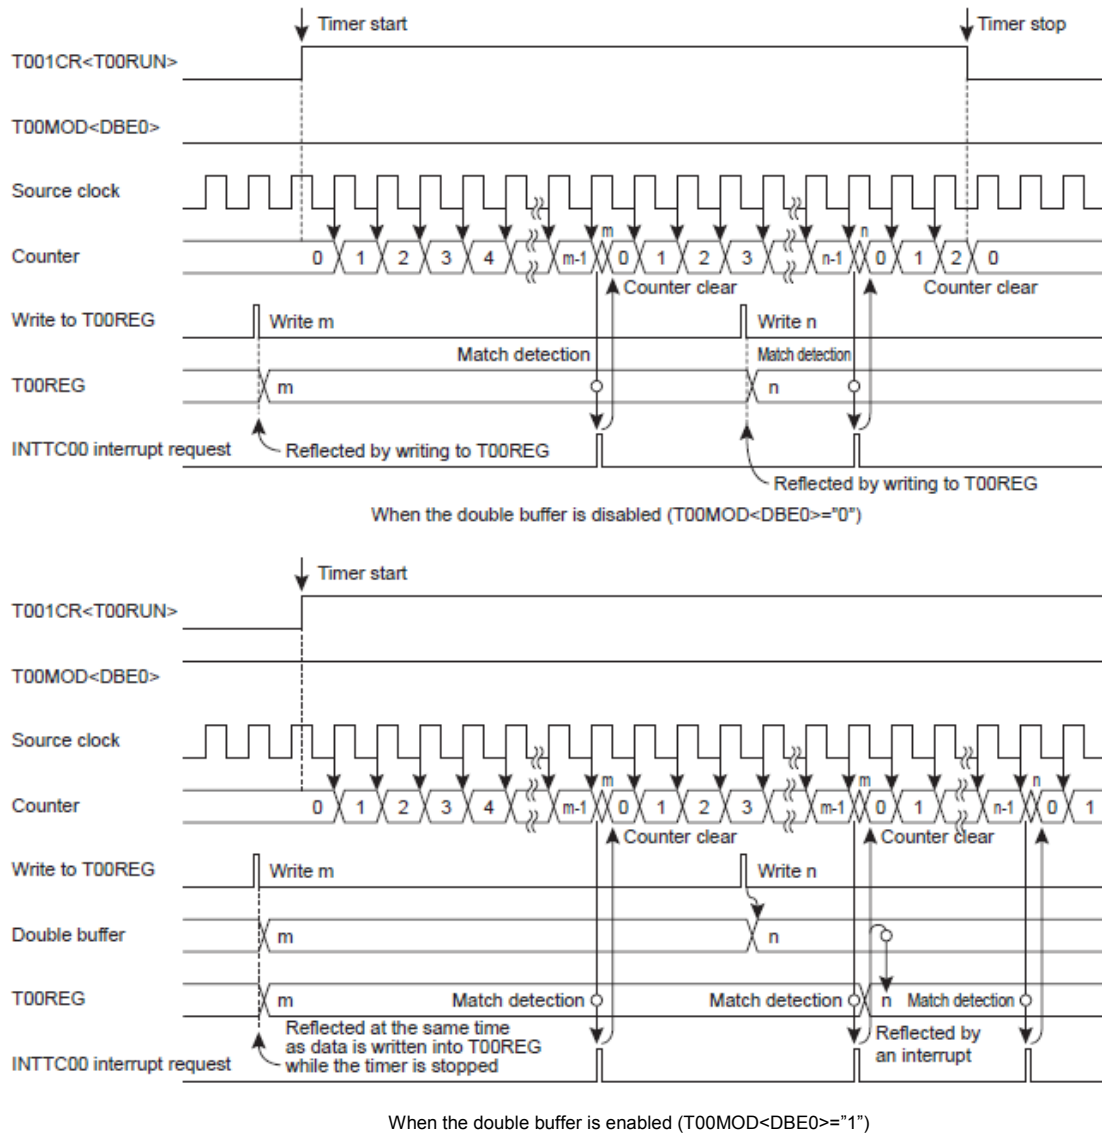 Timer start
Timer stop
T001CR<T00RUN>
T00MOD<DBE0>
Source clock
m n
Counter 0 1 2 3 4 m-1 0 1 2 3 n-1 0 1 2 0
Counter clear Counter clear
Write to T00REG Write m Write n
Match detection Match detection
T00REG m n
INTTC00 interrupt request Reflected by writing to T00REG
Reflected by writing to T00REG
When the double buffer is disabled (T00MOD<DBE0>="0")
Timer start
T001CR<T00RUN>
T00MOD<DBE0>
Source clock
m m n
Counter 0 1 2 3 4 m-1 0 1 2 3 m-1 0 1 n-1 0 1
Counter clear Counter clear
Write to T00REG Write m Write n
Double buffer m n
T00REG m Match detection Match detection n Match detection
Reflected at the same time
as data is written into T00REG
while the timer is stopped
Reflected by
an interrupt
INTTC00 interrupt request
When the double buffer is enabled (T00MOD<DBE0>="1")